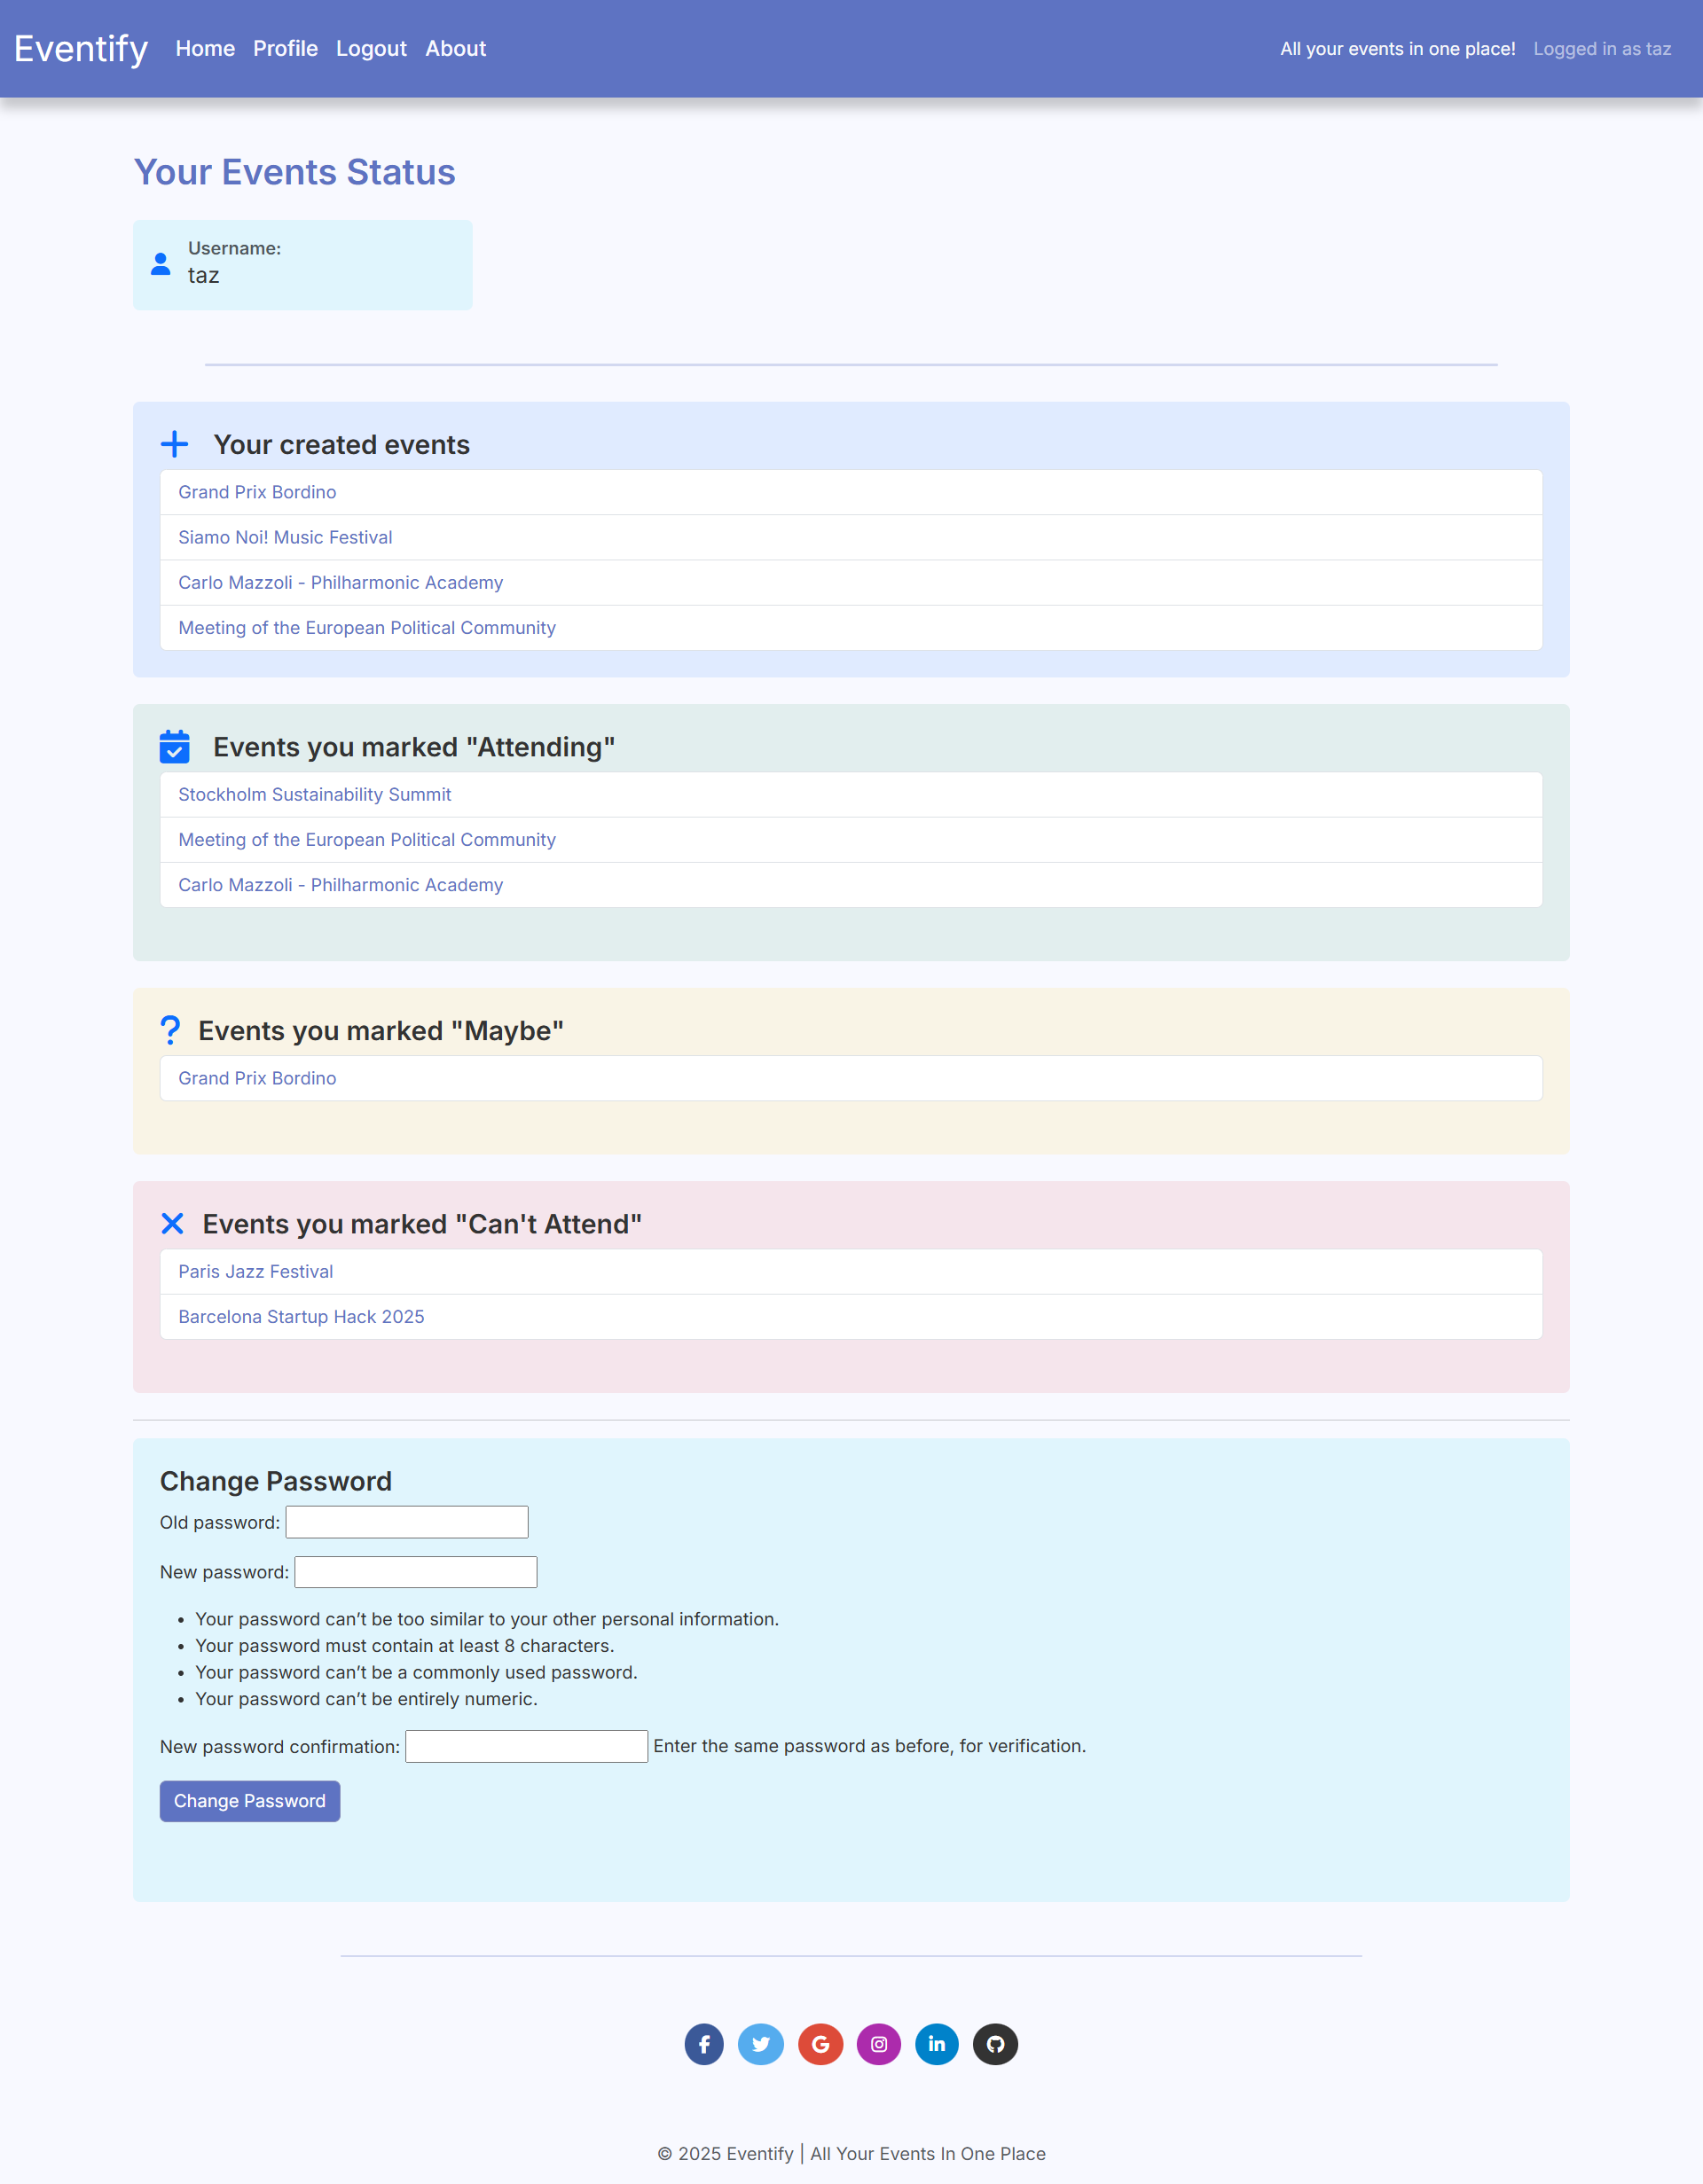 Eventify Home Profile Logout About All your events in one place! Logged in as taz
Your Events Status
Username:
taz
Your created events
Grand Prix Bordino
Siamo Noi! Music Festival
Carlo Mazzoli - Philharmonic Academy
Meeting of the European Political Community
Events you marked "Attending"
Stockholm Sustainability Summit
Meeting of the European Political Community
Carlo Mazzoli - Philharmonic Academy
Events you marked "Maybe"
Grand Prix Bordino
Events you marked "Can't Attend"
Paris Jazz Festival
Barcelona Startup Hack 2025
Change Password
Old password:
New password:
• Your password can’t be too similar to your other personal information.
• Your password must contain at least 8 characters.
• Your password can’t be a commonly used password.
• Your password can’t be entirely numeric.
New password confirmation: Enter the same password as before, for verification.
Change Password
© 2025 Eventify | All Your Events In One Place